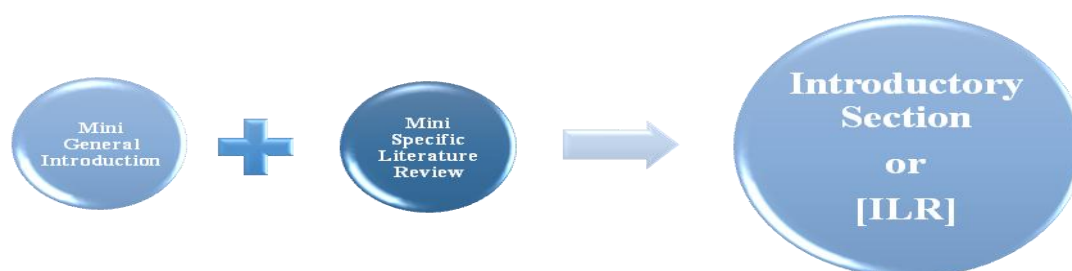 Mini
General
Introduction
Mini
Specific
Literature
Review
Introductory
Section
or
[ILR]